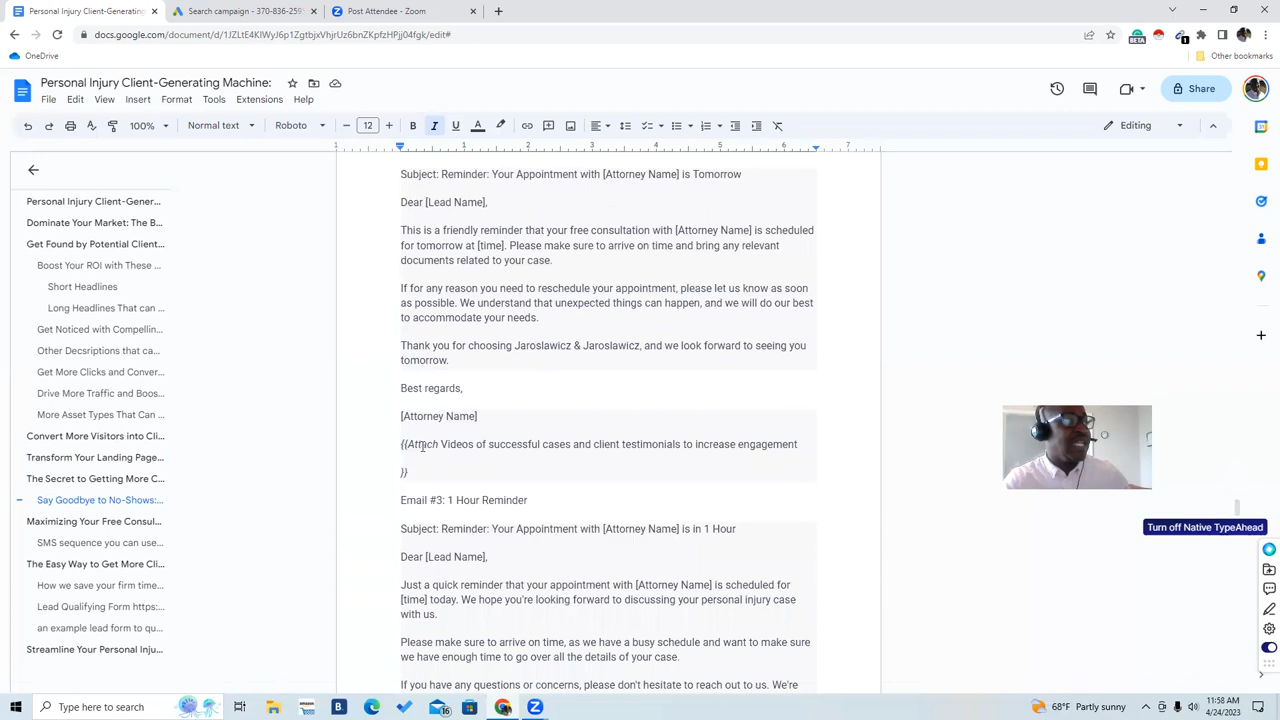 Personal Injury Client-Generating M
Search campaign - 370-836-259
Post Attendee - Zoom
docs.google.com/document/d/1JZLtE4KIWyJ6p1ZgtbjxVhjrUz6bnZKpfzHPjj04fgk/edit#
OneDrive
Other bookmarks
Personal Injury Client-Generating Machine:
File Edit View Insert Format Tools Extensions Help
Share
100% Normal text Roboto 12 Editing
1 1 2 3 4 5 6 7
Personal Injury Client-Gener...
Dominate Your Market: The B...
Get Found by Potential Client...
Boost Your ROI with These ...
Short Headlines
Long Headlines That can ...
Get Noticed with Compellin...
Other Decsriptions that ca...
Get More Clicks and Conver...
Drive More Traffic and Boos...
More Asset Types That Can ...
Convert More Visitors into Cli...
Transform Your Landing Page...
The Secret to Getting More C...
Say Goodbye to No-Shows:...
Maximizing Your Free Consul...
SMS sequence you can use...
The Easy Way to Get More Cl...
How we save your firm time...
Lead Qualifying Form https:...
an example lead form to qu...
Streamline Your Personal Inju...
Subject: Reminder: Your Appointment with [Attorney Name] is Tomorrow
Dear [Lead Name],
This is a friendly reminder that your free consultation with [Attorney Name] is scheduled
for tomorrow at [time]. Please make sure to arrive on time and bring any relevant
documents related to your case.
If for any reason you need to reschedule your appointment, please let us know as soon
as possible. We understand that unexpected things can happen, and we will do our best
to accommodate your needs.
Thank you for choosing Jaroslawicz & Jaroslawicz, and we look forward to seeing you
tomorrow.
Best regards,
[Attorney Name]
{{Attach Videos of successful cases and client testimonials to increase engagement
}}
Email #3: 1 Hour Reminder
Subject: Reminder: Your Appointment with [Attorney Name] is in 1 Hour
Dear [Lead Name],
Just a quick reminder that your appointment with [Attorney Name] is scheduled for
[time] today. We hope you're looking forward to discussing your personal injury case
with us.
Please make sure to arrive on time, as we have a busy schedule and want to make sure
we have enough time to go over all the details of your case.
If you have any questions or concerns, please don't hesitate to reach out to us. We're
Turn off Native TypeAhead
Type here to search
68°F Partly sunny
11:58 AM
4/24/2023